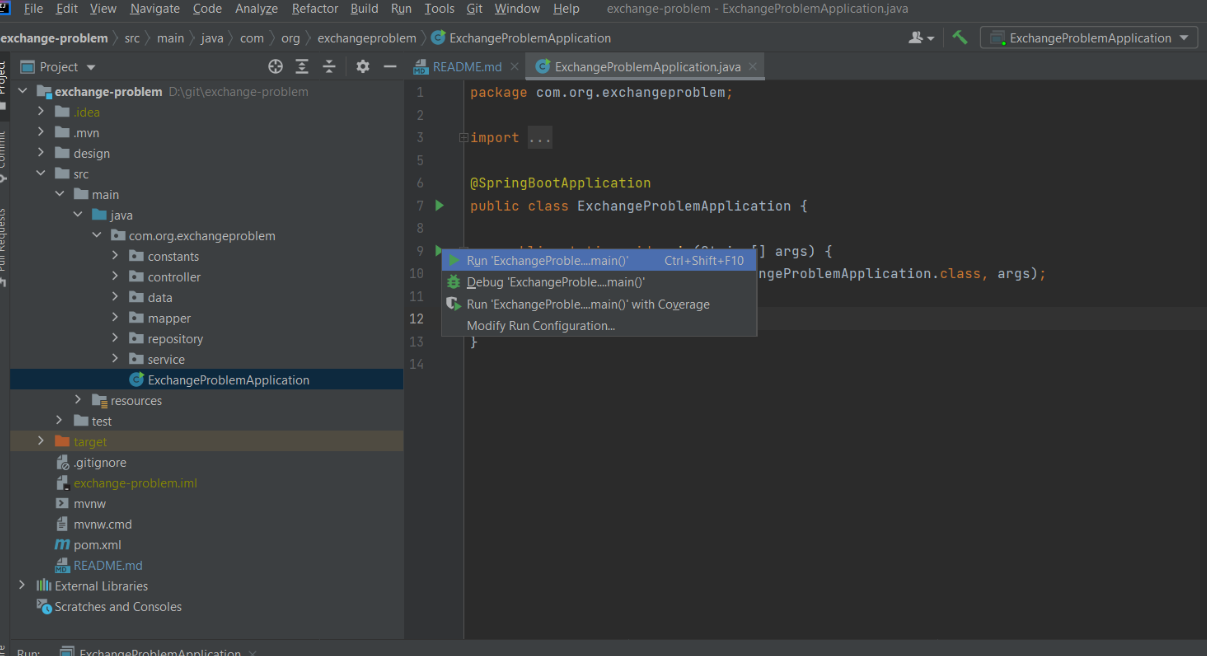 File Edit View Navigate Code Analyze Refactor Build Run Tools Git Window Help exchange-problem - ExchangeProblemApplication.java
exchange-problem src main java com org exchangeproblem ExchangeProblemApplication
ExchangeProblemApplication
Project
README.md
ExchangeProblemApplication.java
Project
Commit
Pull Requests
exchange-problem D:\git\exchange-problem
.idea
.mvn
design
src
main
java
com.org.exchangeproblem
constants
controller
data
mapper
repository
service
ExchangeProblemApplication
resources
test
target
.gitignore
exchange-problem.iml
mvnw
mvnw.cmd
pom.xml
README.md
External Libraries
Scratches and Consoles
1 package com.org.exchangeproblem;
2
3 import ...
5
6 @SpringBootApplication
7 public class ExchangeProblemApplication {
8
9 [] args) {
10 ngeProblemApplication.class, args);
11
12
13 }
14
Run 'ExchangeProble....main()' Ctrl+Shift+F10
Debug 'ExchangeProble....main()'
Run 'ExchangeProble....main()' with Coverage
Modify Run Configuration...
Run: ExchangeProblemApplication